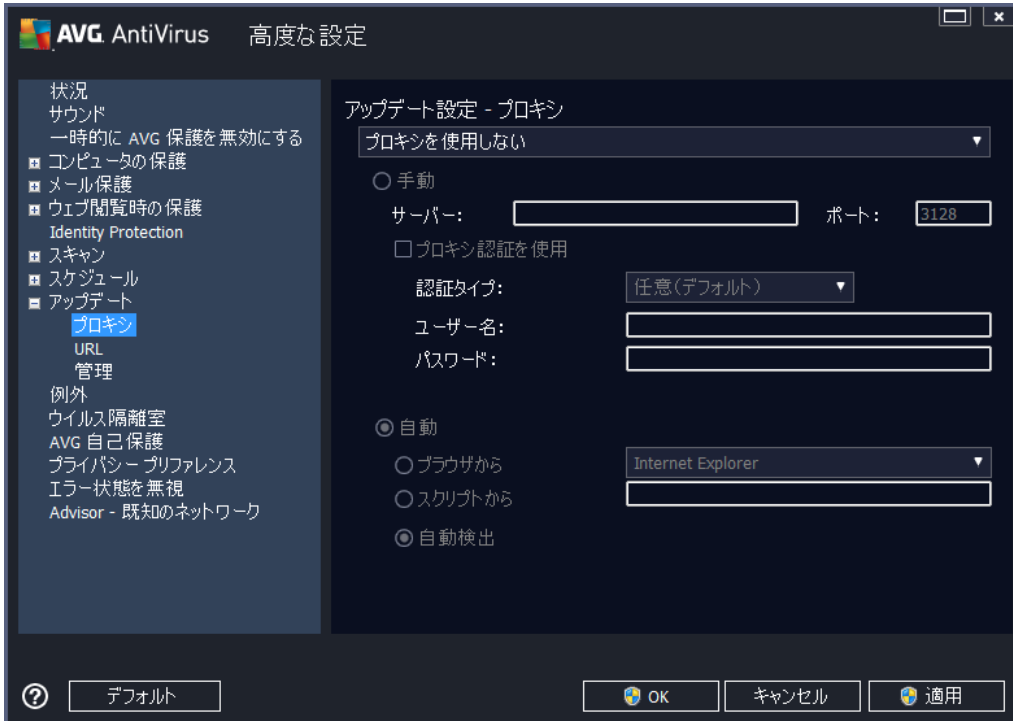 AVG. AntiVirus 高度な設定
状況
サウンド
一時的に AVG 保護を無効にする
コンピュータの保護
メール保護
ウェブ閲覧時の保護
Identity Protection
スキャン
スケジュール
アップデート
プロキシ
URL
管理
例外
ウイルス隔離室
AVG 自己保護
プライバシー プリファレンス
エラー状態を無視
Advisor - 既知のネットワーク
アップデート設定 - プロキシ
プロキシを使用しない
手動
サーバー: ポート: 3128
プロキシ認証を使用
認証タイプ: 任意(デフォルト)
ユーザー名:
パスワード:
自動
ブラウザから Internet Explorer
スクリプトから
自動検出
? デフォルト OK キャンセル 適用